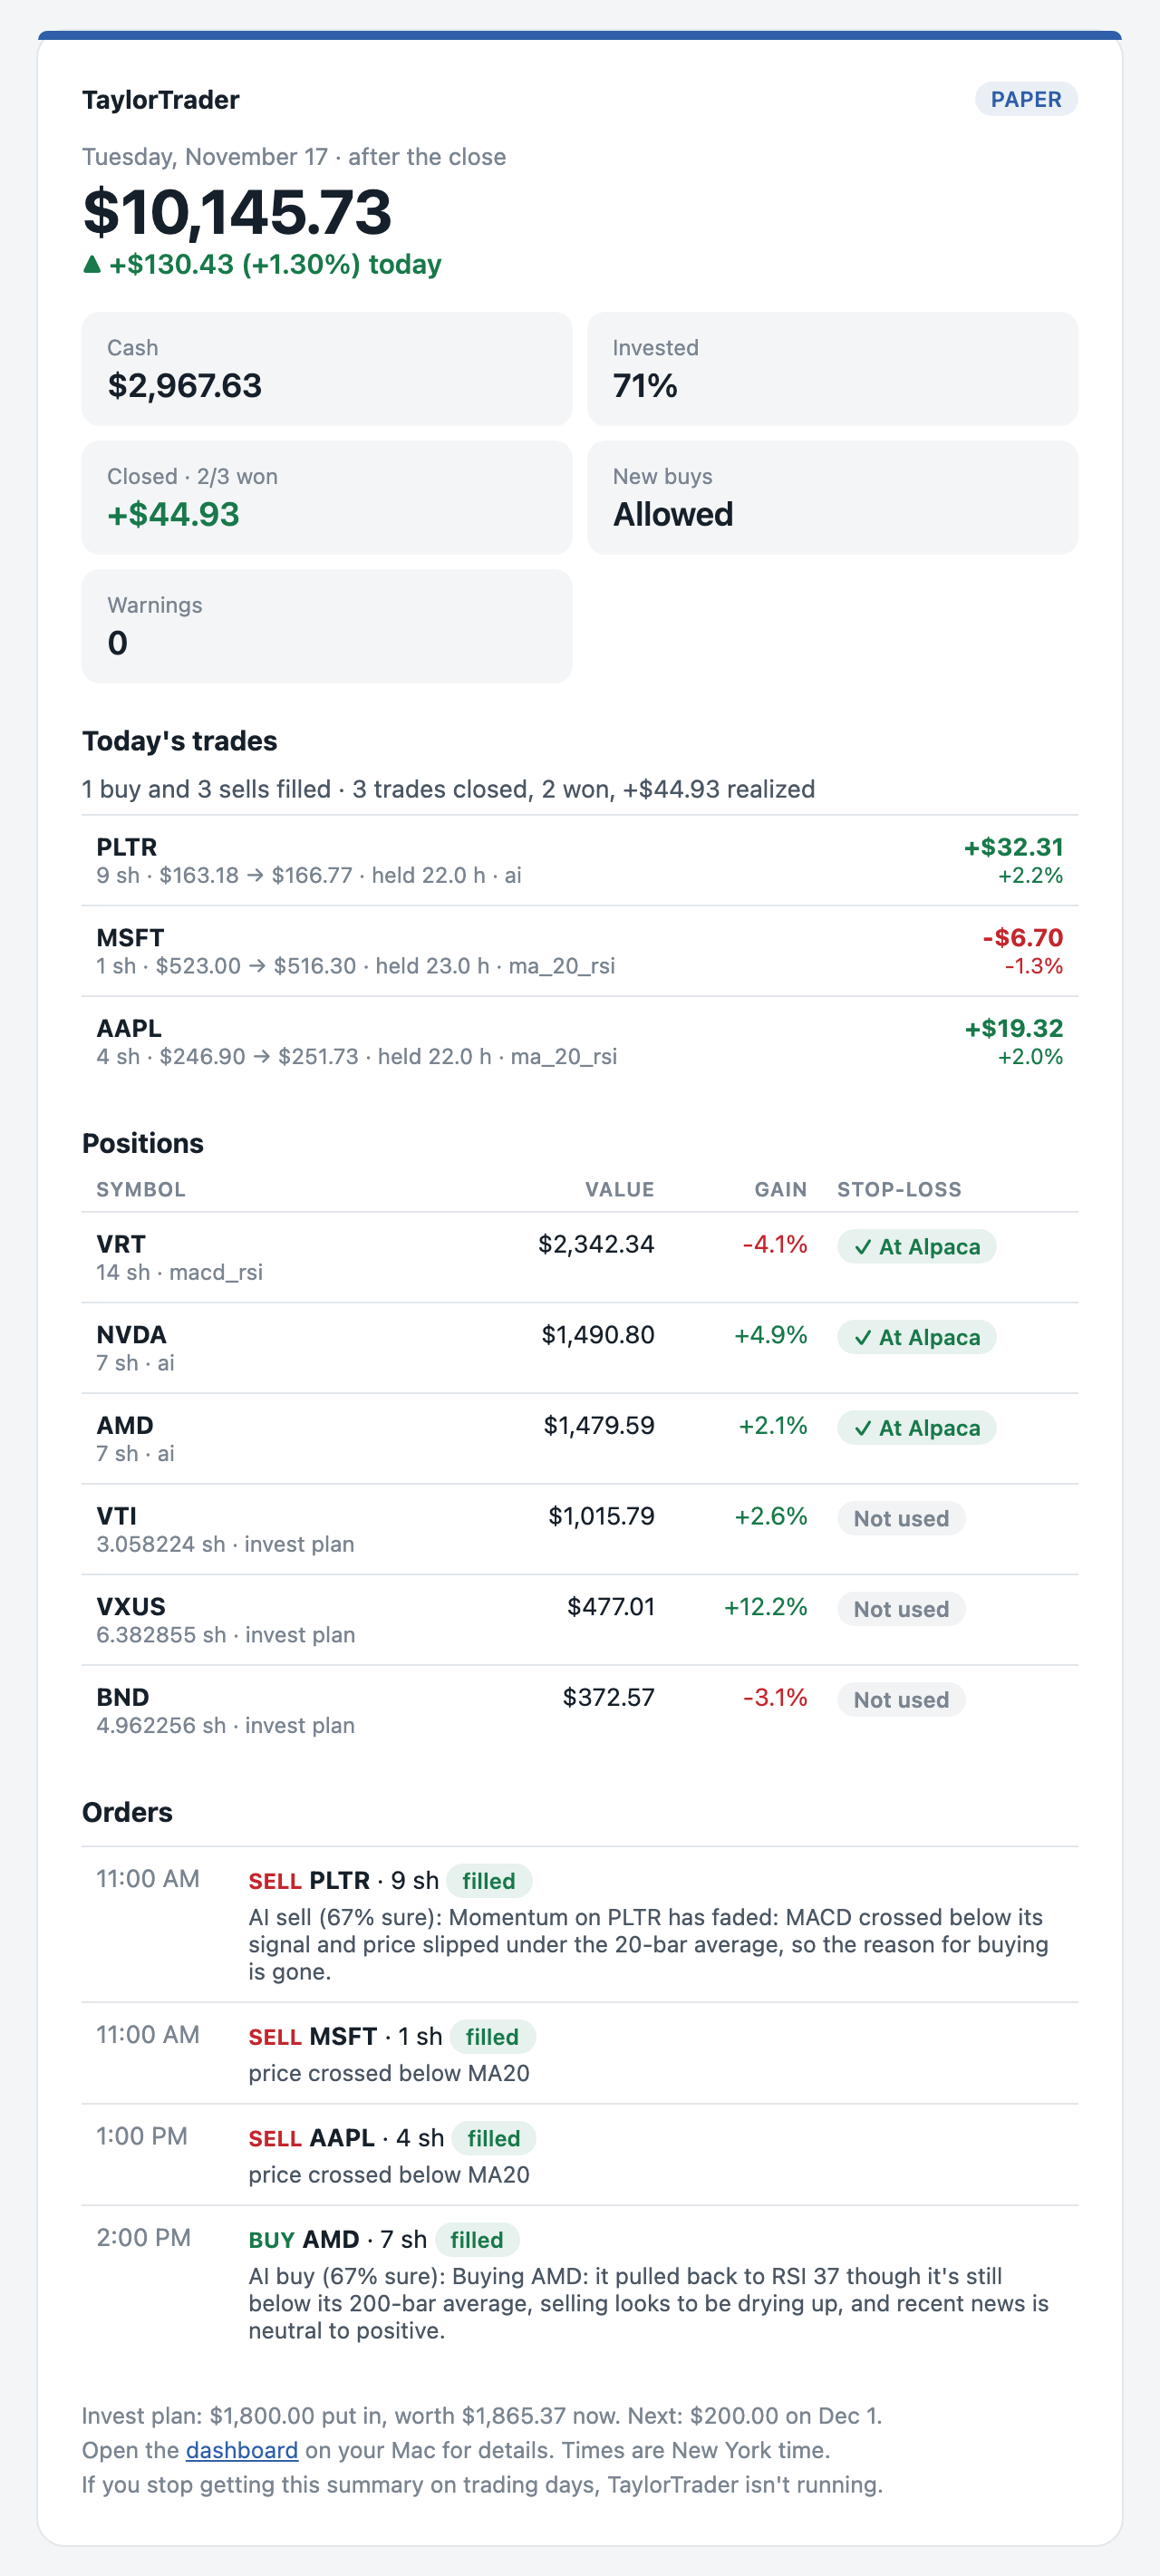 TaylorTrader
PAPER
Tuesday, November 17 · after the close
$10,145.73
▲ +$130.43 (+1.30%) today
Cash
$2,967.63
Invested
71%
Closed · 2/3 won
+$44.93
New buys
Allowed
Warnings
0
Today's trades
1 buy and 3 sells filled · 3 trades closed, 2 won, +$44.93 realized
PLTR +$32.31
9 sh · $163.18 → $166.77 · held 22.0 h · ai +2.2%
MSFT -$6.70
1 sh · $523.00 → $516.30 · held 23.0 h · ma_20_rsi -1.3%
AAPL +$19.32
4 sh · $246.90 → $251.73 · held 22.0 h · ma_20_rsi +2.0%
Positions
SYMBOL VALUE GAIN STOP-LOSS
VRT $2,342.34 -4.1% ✓ At Alpaca
14 sh · macd_rsi
NVDA $1,490.80 +4.9% ✓ At Alpaca
7 sh · ai
AMD $1,479.59 +2.1% ✓ At Alpaca
7 sh · ai
VTI $1,015.79 +2.6% Not used
3.058224 sh · invest plan
VXUS $477.01 +12.2% Not used
6.382855 sh · invest plan
BND $372.57 -3.1% Not used
4.962256 sh · invest plan
Orders
11:00 AM SELL PLTR · 9 sh filled
AI sell (67% sure): Momentum on PLTR has faded: MACD crossed below its
signal and price slipped under the 20-bar average, so the reason for buying
is gone.
11:00 AM SELL MSFT · 1 sh filled
price crossed below MA20
1:00 PM SELL AAPL · 4 sh filled
price crossed below MA20
2:00 PM BUY AMD · 7 sh filled
AI buy (67% sure): Buying AMD: it pulled back to RSI 37 though it's still
below its 200-bar average, selling looks to be drying up, and recent news is
neutral to positive.
Invest plan: $1,800.00 put in, worth $1,865.37 now. Next: $200.00 on Dec 1.
Open the dashboard on your Mac for details. Times are New York time.
If you stop getting this summary on trading days, TaylorTrader isn't running.